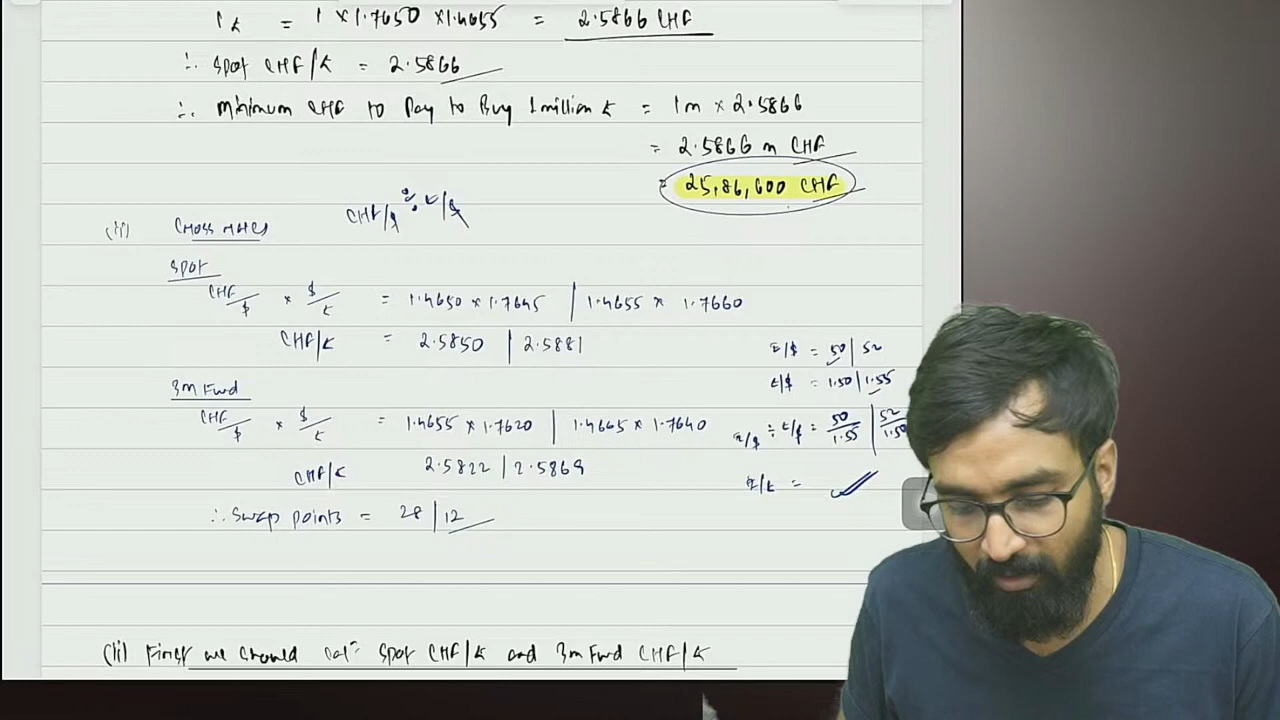 1£ = 1 × 1.7650 × 1.4655 = 2.5866 CHF
∴ Spot CHF/£ = 2.5866
∴ Minimum CHF to Pay to Buy 1 million £ = 1m × 2.5866
= 2.5866 m CHF
= 25,86,600 CHF
CHF/$ ÷ £/$
(ii) Cross rates
Spot
CHF/$ × $/£ = 1.4650 × 1.7645 | 1.4655 × 1.7660
CHF/£ = 2.5850 | 2.5881
3m Fwd
CHF/$ × $/£ = 1.4655 × 1.7620 | 1.4665 × 1.7640
CHF/£ 2.5822 | 2.5869
∴ Swap points = 28 | 12
₹/$ = 50 | 52
£/$ = 1.50 | 1.55
₹/$ ÷ £/$ = 50/1.55 | 52/1.50
₹/£ =
(ii) First we should cal: Spot CHF/£ and 3m Fwd CHF/£